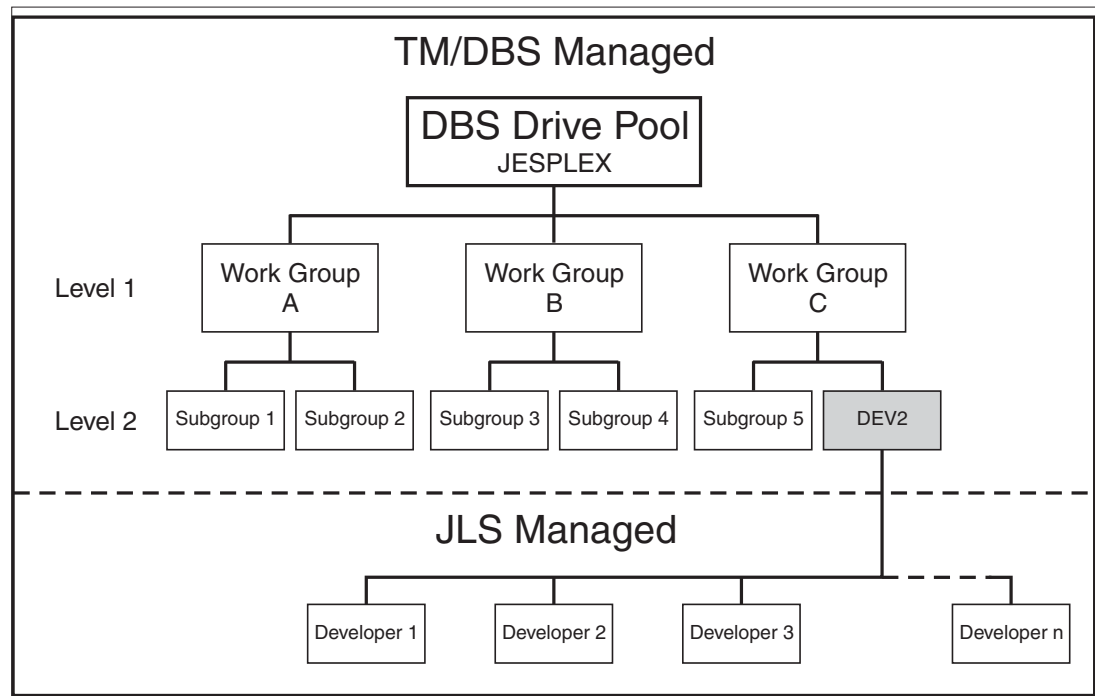 TM/DBS Managed
DBS Drive Pool
JESPLEX
Level 1
Work Group
A
Work Group
B
Work Group
C
Level 2
Subgroup 1
Subgroup 2
Subgroup 3
Subgroup 4
Subgroup 5
DEV2
JLS Managed
Developer 1
Developer 2
Developer 3
Developer n